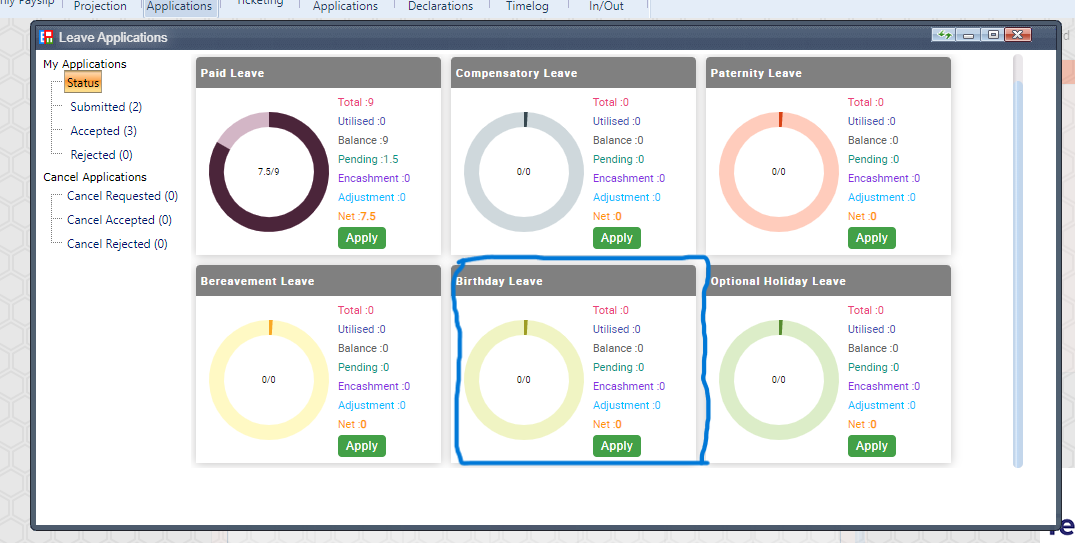 Projection
Applications
Ticketing
Applications
Declarations
Timelog
In/Out
Leave Applications
My Applications
Status
Submitted (2)
Accepted (3)
Rejected (0)
Cancel Applications
Cancel Requested (0)
Cancel Accepted (0)
Cancel Rejected (0)
Paid Leave
7.5/9
Total :9
Utilised :0
Balance :9
Pending :1.5
Encashment :0
Adjustment :0
Net :7.5
Apply
Compensatory Leave
0/0
Total :0
Utilised :0
Balance :0
Pending :0
Encashment :0
Adjustment :0
Net :0
Apply
Paternity Leave
0/0
Total :0
Utilised :0
Balance :0
Pending :0
Encashment :0
Adjustment :0
Net :0
Apply
Bereavement Leave
0/0
Total :0
Utilised :0
Balance :0
Pending :0
Encashment :0
Adjustment :0
Net :0
Apply
Birthday Leave
0/0
Total :0
Utilised :0
Balance :0
Pending :0
Encashment :0
Adjustment :0
Net :0
Apply
Optional Holiday Leave
0/0
Total :0
Utilised :0
Balance :0
Pending :0
Encashment :0
Adjustment :0
Net :0
Apply